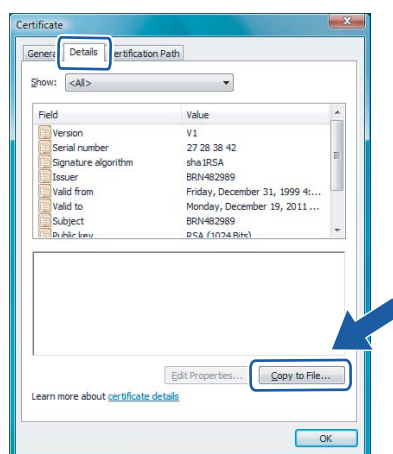 Certificate
General Details Certification Path
Show: <All>
Field Value
Version V1
Serial number 27 28 38 42
Signature algorithm sha1RSA
Issuer BRN482989
Valid from Friday, December 31, 1999 4:...
Valid to Monday, December 19, 2011 ...
Subject BRN482989
Public key RSA (1024 Bits)
Edit Properties... Copy to File...
Learn more about certificate details
OK